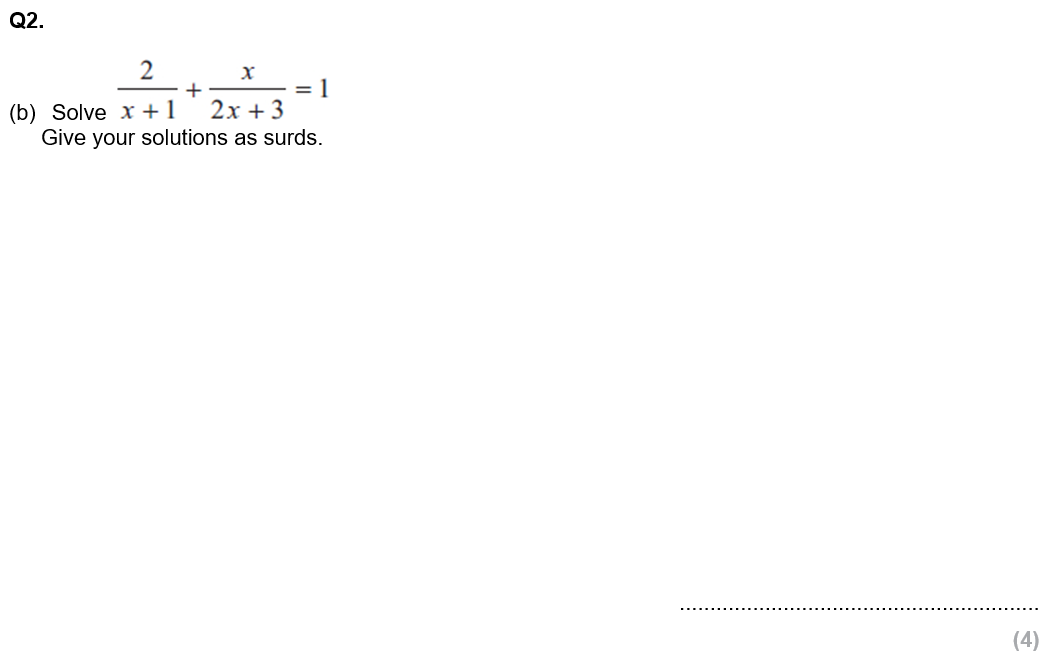 Q2.
(b) Solve 2/(x + 1) + x/(2x + 3) = 1
Give your solutions as surds.
............................................................
(4)